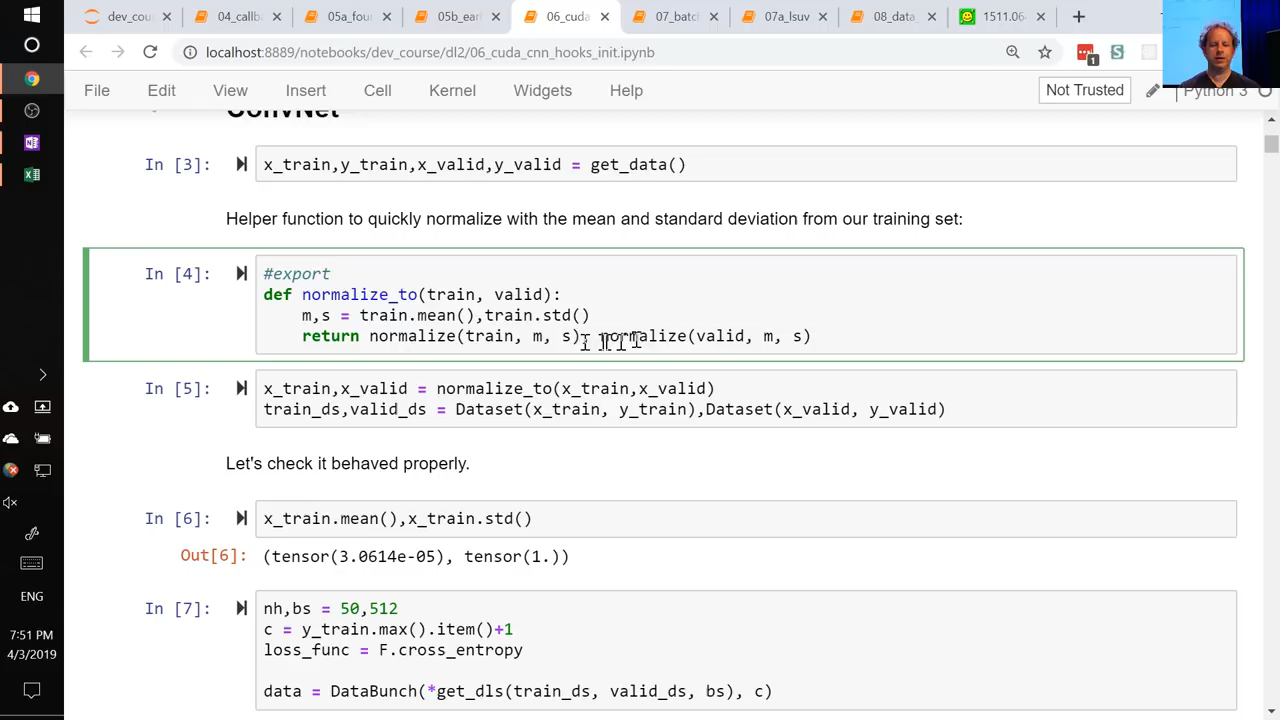 dev_cou
04_callb
05a_fou
05b_ear
06_cuda
07_batc
07a_lsuv
08_data_
1511.06
localhost:8889/notebooks/dev_course/dl2/06_cuda_cnn_hooks_init.ipynb
1
File Edit View Insert Cell Kernel Widgets Help
Not Trusted
Python 3
ConvNet
In [3]:
x_train,y_train,x_valid,y_valid = get_data()
Helper function to quickly normalize with the mean and standard deviation from our training set:
In [4]:
#export
def normalize_to(train, valid):
m,s = train.mean(),train.std()
return normalize(train, m, s), normalize(valid, m, s)
In [5]:
x_train,x_valid = normalize_to(x_train,x_valid)
train_ds,valid_ds = Dataset(x_train, y_train),Dataset(x_valid, y_valid)
Let's check it behaved properly.
In [6]:
x_train.mean(),x_train.std()
Out[6]:
(tensor(3.0614e-05), tensor(1.))
In [7]:
nh,bs = 50,512
c = y_train.max().item()+1
loss_func = F.cross_entropy
data = DataBunch(*get_dls(train_ds, valid_ds, bs), c)
ENG
7:51 PM
4/3/2019